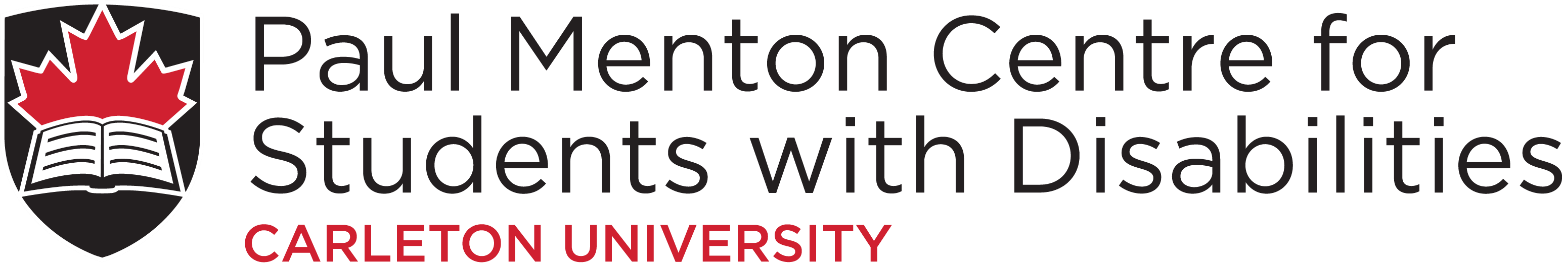 Paul Menton Centre for
Students with Disabilities
CARLETON UNIVERSITY